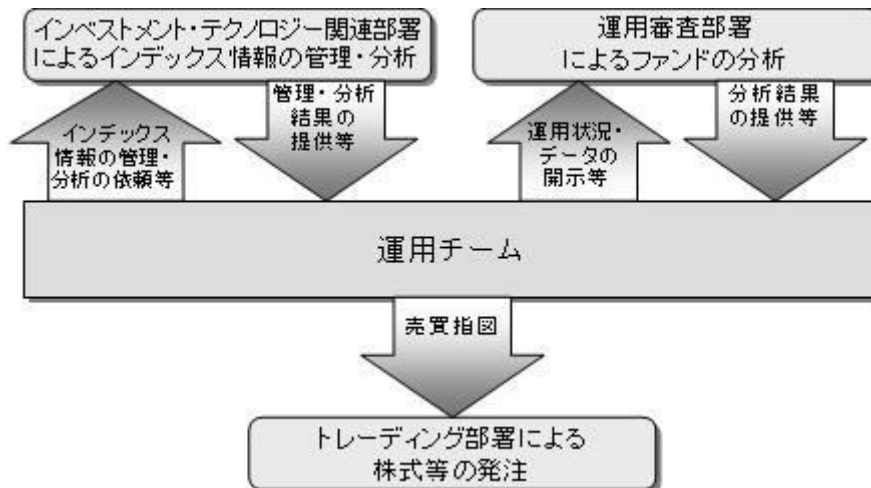 インベストメント・テクノロジー関連部署
によるインデックス情報の管理・分析
運用審査部署
によるファンドの分析
インデックス
情報の管理・
分析の依頼等
管理・分析
結果の
提供等
運用状況・
データの
開示等
分析結果
の提供等
運用チーム
売買指図
トレーディング部署による
株式等の発注